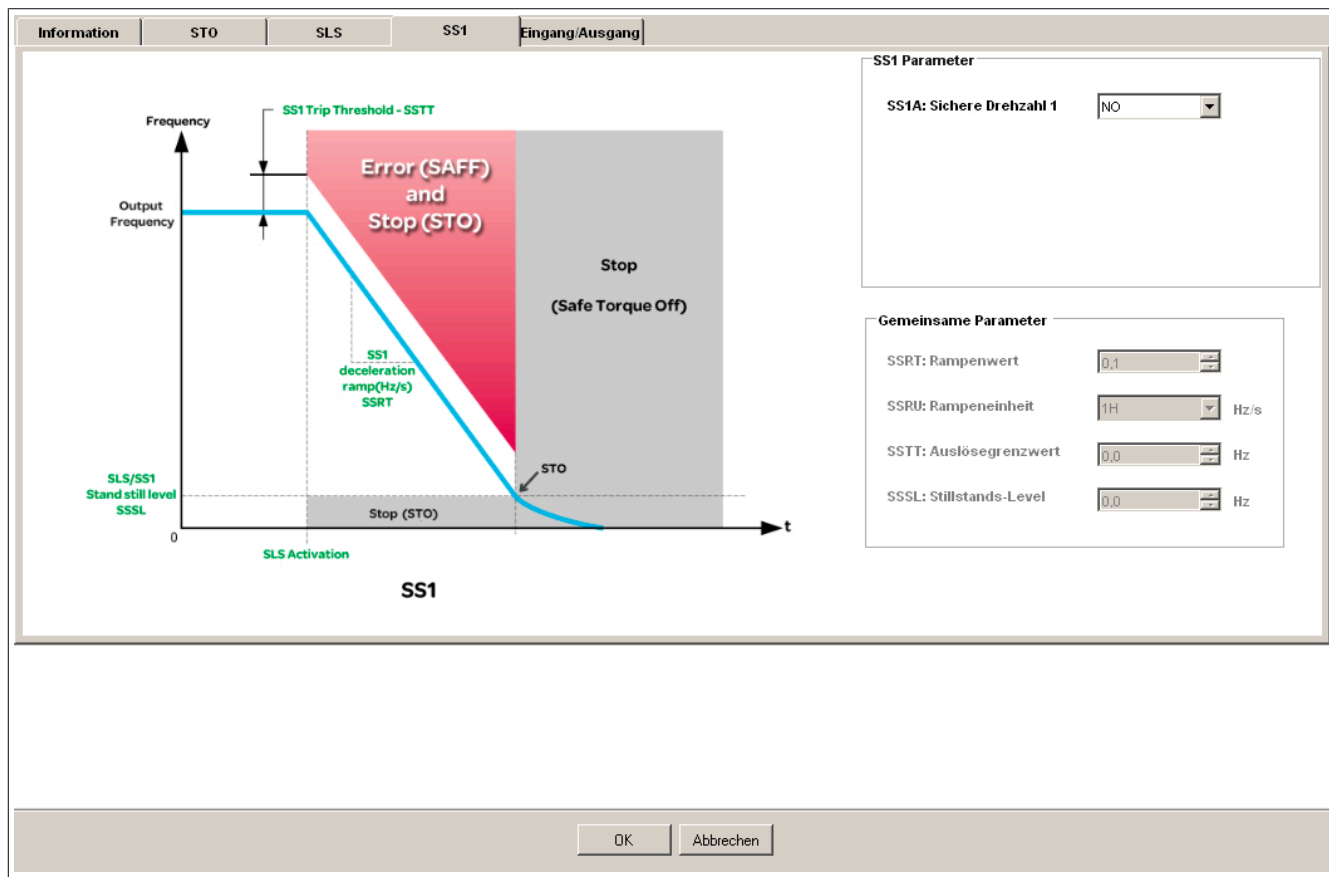 Information
STO
SLS
SS1
Eingang/Ausgang
SS1 Trip Threshold - SSTT
Frequency
Error (SAFF)
and
Stop (STO)
Output
Frequency
Stop
(Safe Torque Off)
SS1
deceleration
ramp(Hz/s)
SSRT
SLS/SS1
Stand still level
SSSL
STO
Stop (STO)
0
t
SLS Activation
SS1
SS1 Parameter
SS1A: Sichere Drehzahl 1
NO
Gemeinsame Parameter
SSRT: Rampenwert
0,1
SSRU: Rampeneinheit
1H
Hz/s
SSTT: Auslösegrenzwert
0,0
Hz
SSSL: Stillstands-Level
0,0
Hz
OK
Abbrechen